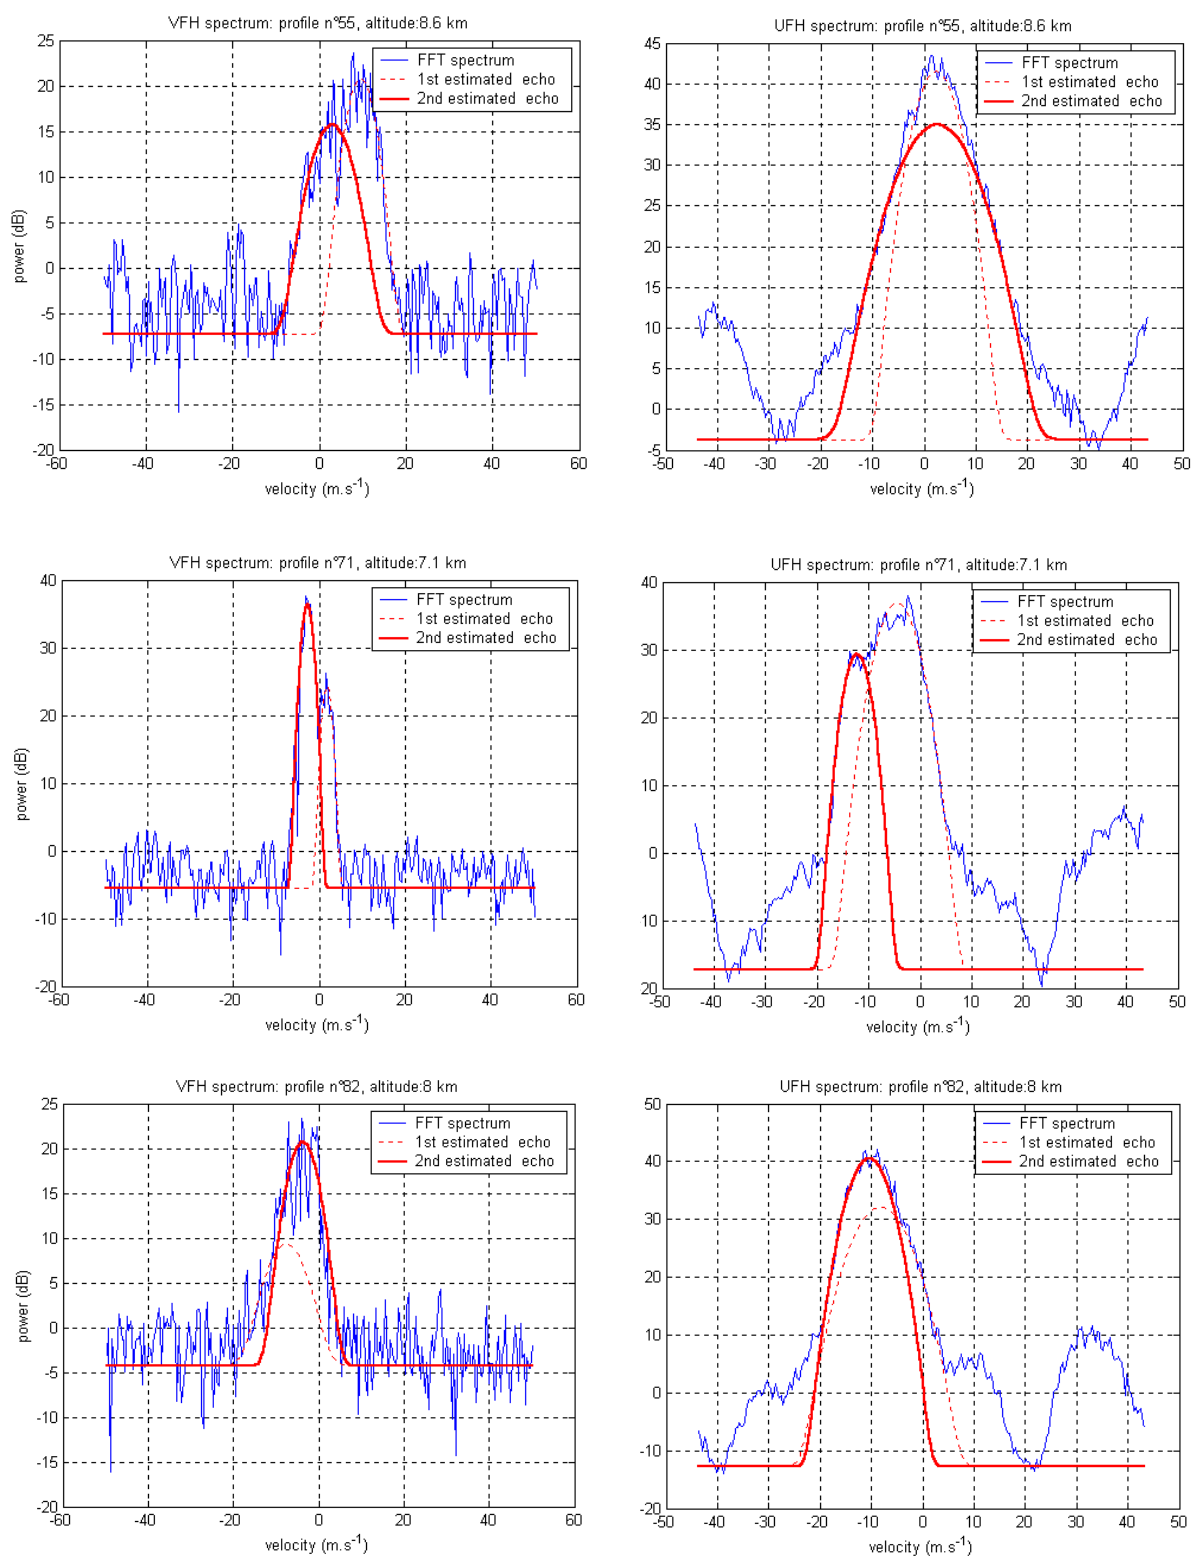 VFH spectrum: profile n°55, altitude:8.6 km
25
20
15
10
5
0
-5
-10
-15
-20
power (dB)
FFT spectrum
1st estimated echo
2nd estimated echo
-60 -40 -20 0 20 40 60
velocity (m.s-1)
UFH spectrum: profile n°55, altitude:8.6 km
45
40
35
30
25
20
15
10
5
0
-5
FFT spectrum
1st estimated echo
2nd estimated echo
-50 -40 -30 -20 -10 0 10 20 30 40 50
velocity (m.s-1)
VFH spectrum: profile n°71, altitude:7.1 km
40
30
20
10
0
-10
-20
power (dB)
FFT spectrum
1st estimated echo
2nd estimated echo
-60 -40 -20 0 20 40 60
velocity (m.s-1)
UFH spectrum: profile n°71, altitude:7.1 km
40
30
20
10
0
10
20
FFT spectrum
1st estimated echo
2nd estimated echo
-50 -40 -30 -20 -10 0 10 20 30 40 50
velocity (m.s-1)
VFH spectrum: profile n°82, altitude:8 km
25
20
15
10
5
0
-5
-10
-15
-20
power (dB)
FFT spectrum
1st estimated echo
2nd estimated echo
-60 -40 -20 0 20 40 60
velocity (m.s-1)
UFH spectrum: profile n°82, altitude:8 km
50
40
30
20
10
0
-10
-20
FFT spectrum
1st estimated echo
2nd estimated echo
-50 -40 -30 -20 -10 0 10 20 30 40 50
velocity (m.s-1)